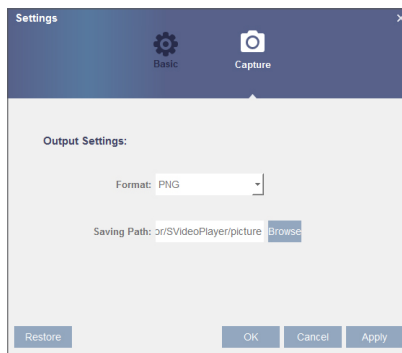 Settings
Basic
Capture
Output Settings:
Format: PNG
Saving Path: or/SVideoPlayer/picture Browse
Restore OK Cancel Apply